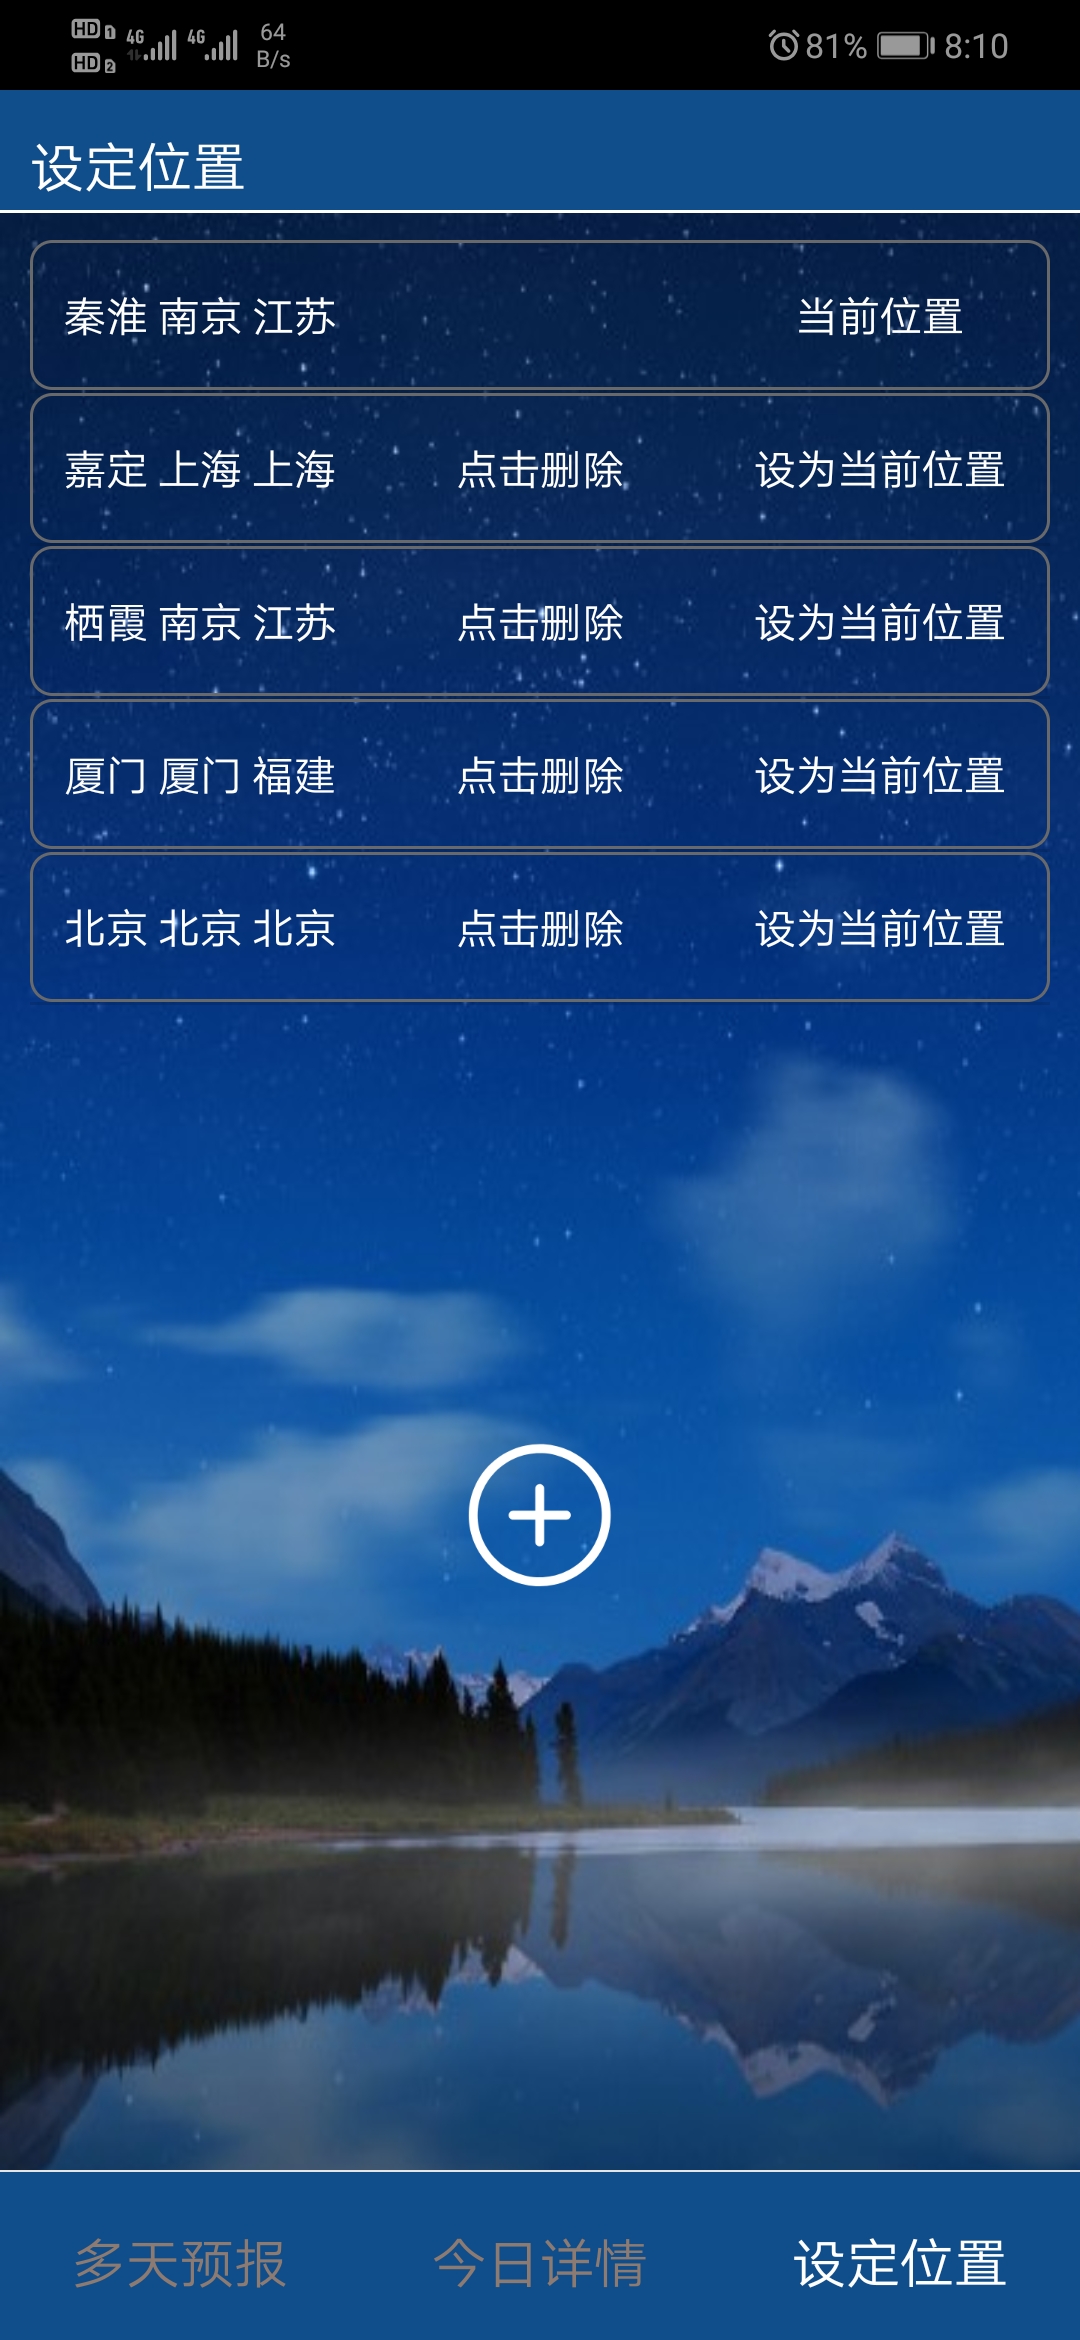 HD 1 4G 4G 64
HD 2 B/s
81% 8:10
设定位置
秦淮 南京 江苏 当前位置
嘉定 上海 上海 点击删除 设为当前位置
栖霞 南京 江苏 点击删除 设为当前位置
厦门 厦门 福建 点击删除 设为当前位置
北京 北京 北京 点击删除 设为当前位置
多天预报 今日详情 设定位置